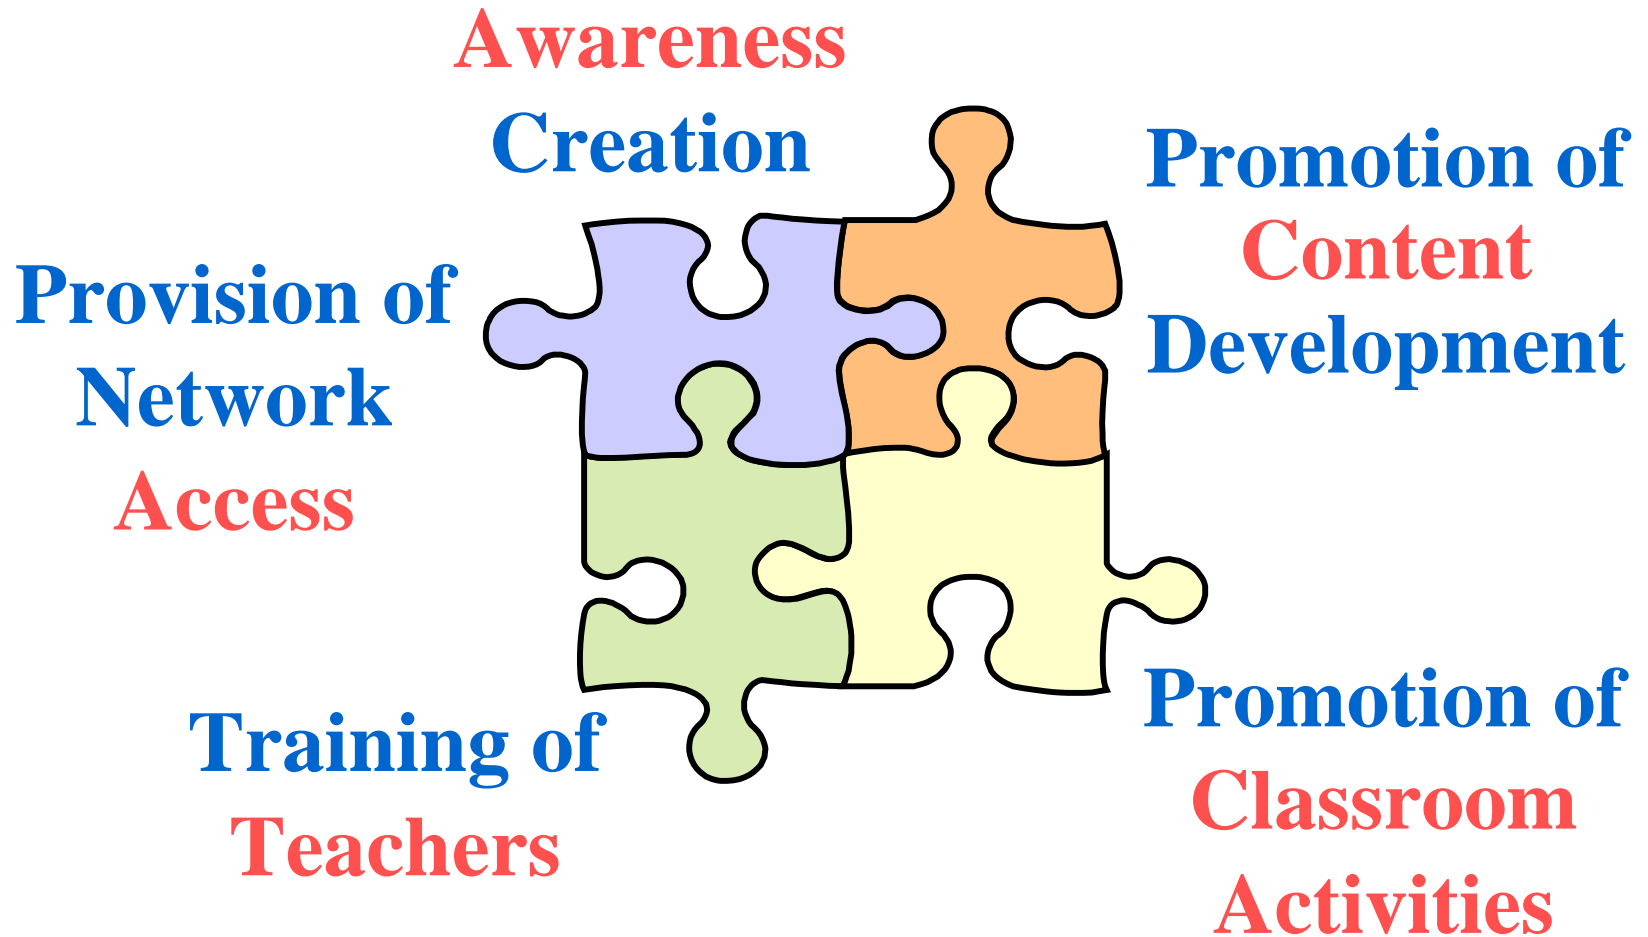 Awareness
Creation
Promotion of
Content
Development
Provision of
Network
Access
Training of
Teachers
Promotion of
Classroom
Activities